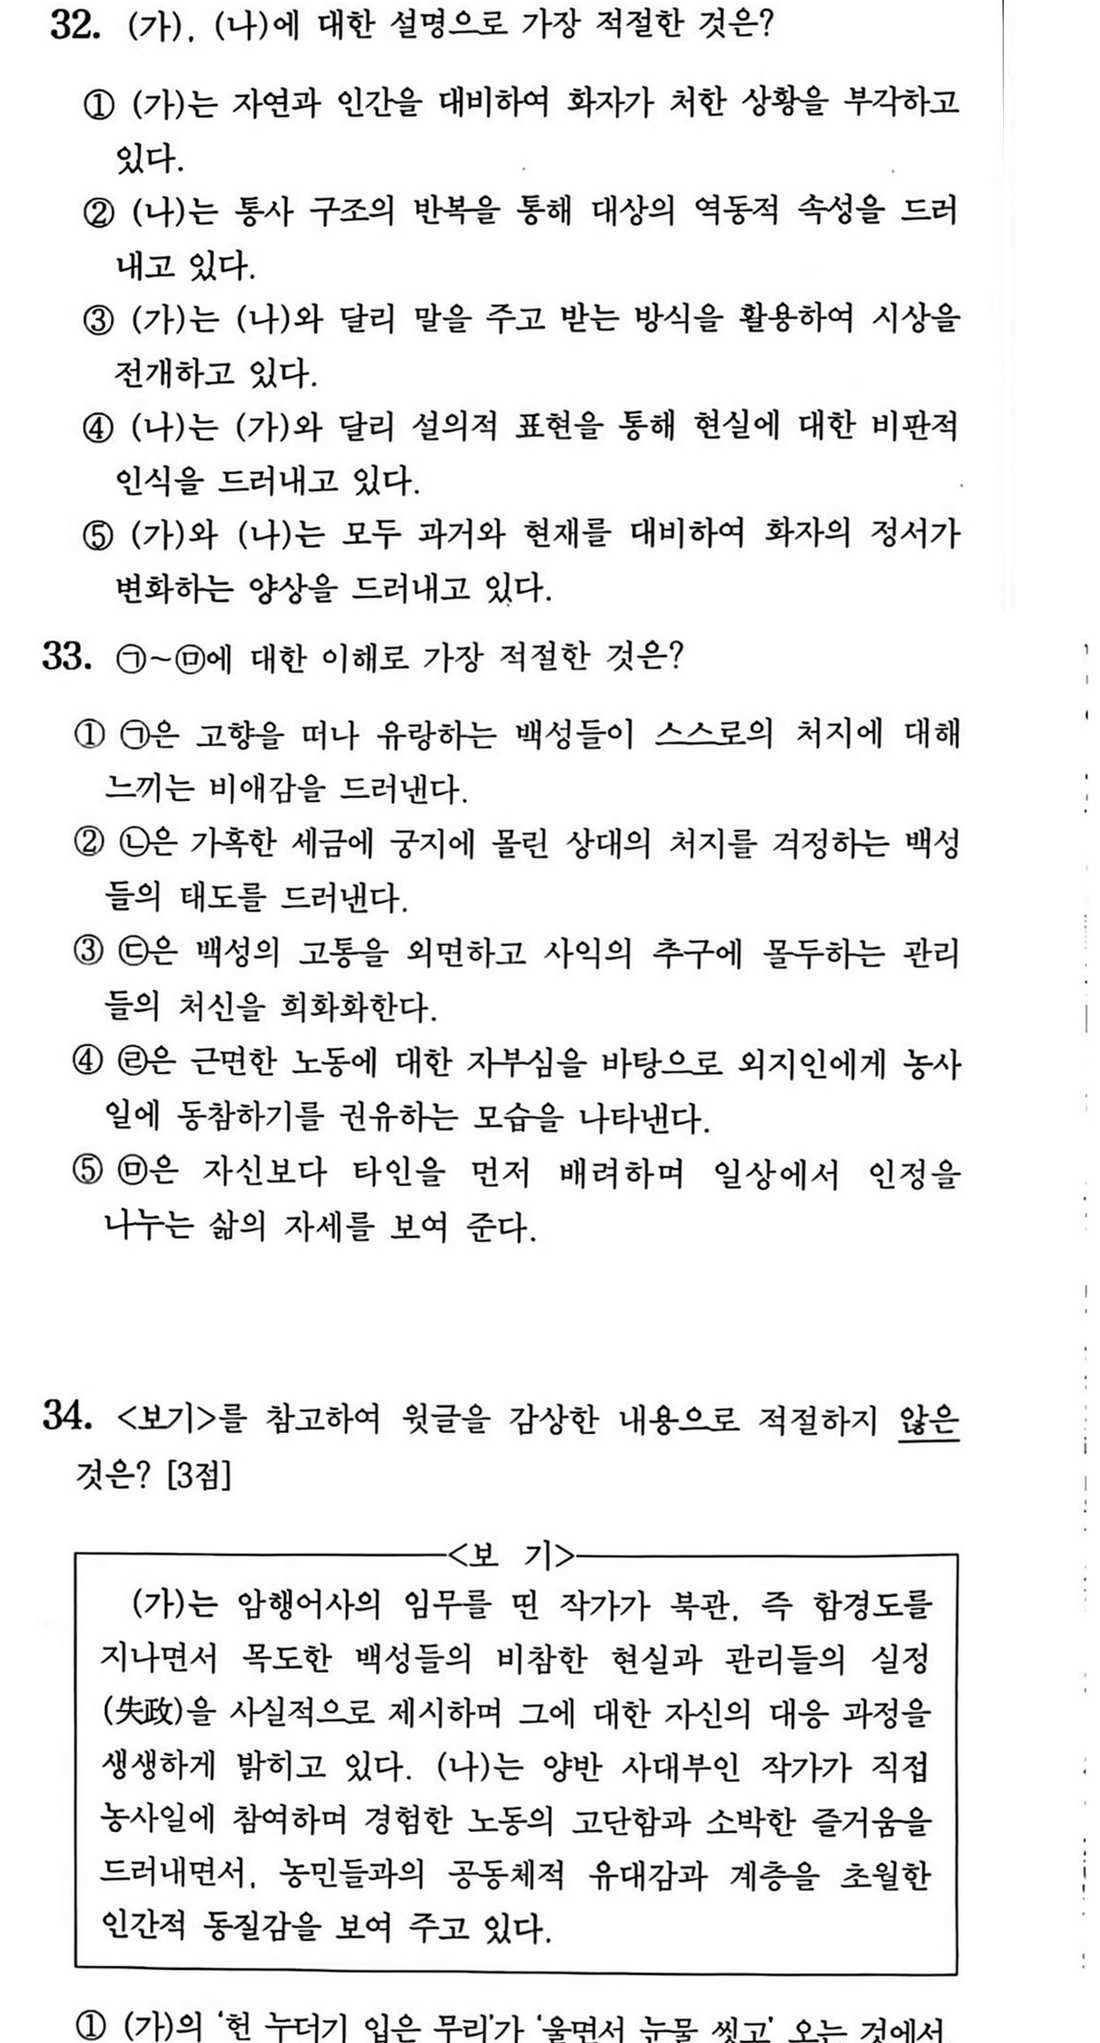 32. (가), (나)에 대한 설명으로 가장 적절한 것은?
① (가)는 자연과 인간을 대비하여 화자가 처한 상황을 부각하고
있다.
② (나)는 통사 구조의 반복을 통해 대상의 역동적 속성을 드러
내고 있다.
③ (가)는 (나)와 달리 말을 주고 받는 방식을 활용하여 시상을
전개하고 있다.
④ (나)는 (가)와 달리 설의적 표현을 통해 현실에 대한 비판적
인식을 드러내고 있다.
⑤ (가)와 (나)는 모두 과거와 현재를 대비하여 화자의 정서가
변화하는 양상을 드러내고 있다.
33. ㉠~㉤에 대한 이해로 가장 적절한 것은?
① ㉠은 고향을 떠나 유랑하는 백성들이 스스로의 처지에 대해
느끼는 비애감을 드러낸다.
② ㉡은 가혹한 세금에 궁지에 몰린 상대의 처지를 걱정하는 백성
들의 태도를 드러낸다.
③ ㉢은 백성의 고통을 외면하고 사익의 추구에 몰두하는 관리
들의 처신을 희화화한다.
④ ㉣은 근면한 노동에 대한 자부심을 바탕으로 외지인에게 농사
일에 동참하기를 권유하는 모습을 나타낸다.
⑤ ㉤은 자신보다 타인을 먼저 배려하며 일상에서 인정을
나누는 삶의 자세를 보여 준다.
34. <보기>를 참고하여 윗글을 감상한 내용으로 적절하지 않은
것은? [3점]
<보 기>
(가)는 암행어사의 임무를 띤 작가가 북관, 즉 함경도를
지나면서 목도한 백성들의 비참한 현실과 관리들의 실정
(失政)을 사실적으로 제시하며 그에 대한 자신의 대응 과정을
생생하게 밝히고 있다. (나)는 양반 사대부인 작가가 직접
농사일에 참여하며 경험한 노동의 고단함과 소박한 즐거움을
드러내면서, 농민들과의 공동체적 유대감과 계층을 초월한
인간적 동질감을 보여 주고 있다.
① (가)의 '헌 누더기 입은 무리'가 '울면서 눈물 씻고' 오는 것에서